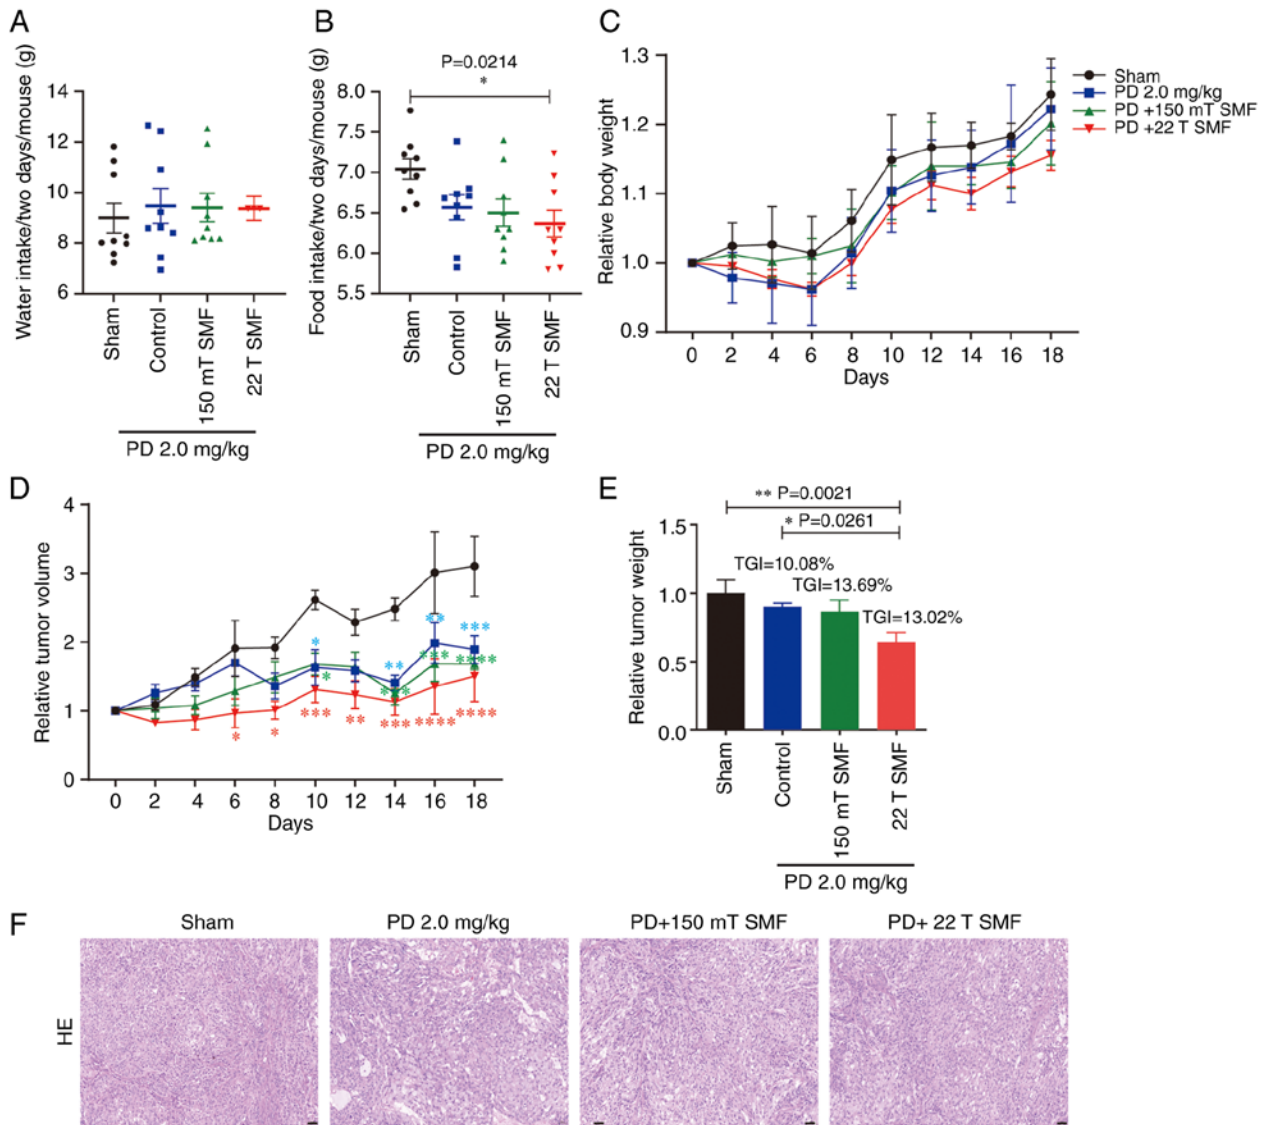 A
Water intake/two days/mouse (g)
14
12
10
8
6
Sham
Control
150 mT SMF
22 T SMF
PD 2.0 mg/kg
B
Food intake/two days/mouse (g)
P=0.0214
*
8.0
7.5
7.0
6.5
6.0
5.5
Sham
Control
150 mT SMF
22 T SMF
PD 2.0 mg/kg
C
Relative body weight
1.3
1.2
1.1
1.0
0.9
0 2 4 6 8 10 12 14 16 18
Days
Sham
PD 2.0 mg/kg
PD +150 mT SMF
PD +22 T SMF
D
Relative tumor volume
4
3
2
1
0
* ** ** ***
* *** **** ****
* * *** ** *** **** ****
0 2 4 6 8 10 12 14 16 18
Days
E
Relative tumor weight
** P=0.0021
* P=0.0261
1.5
1.0
0.5
0.0
TGI=10.08%
TGI=13.69%
TGI=13.02%
Sham
Control
150 mT SMF
22 T SMF
PD 2.0 mg/kg
F
Sham
PD 2.0 mg/kg
PD+150 mT SMF
PD+ 22 T SMF
HE